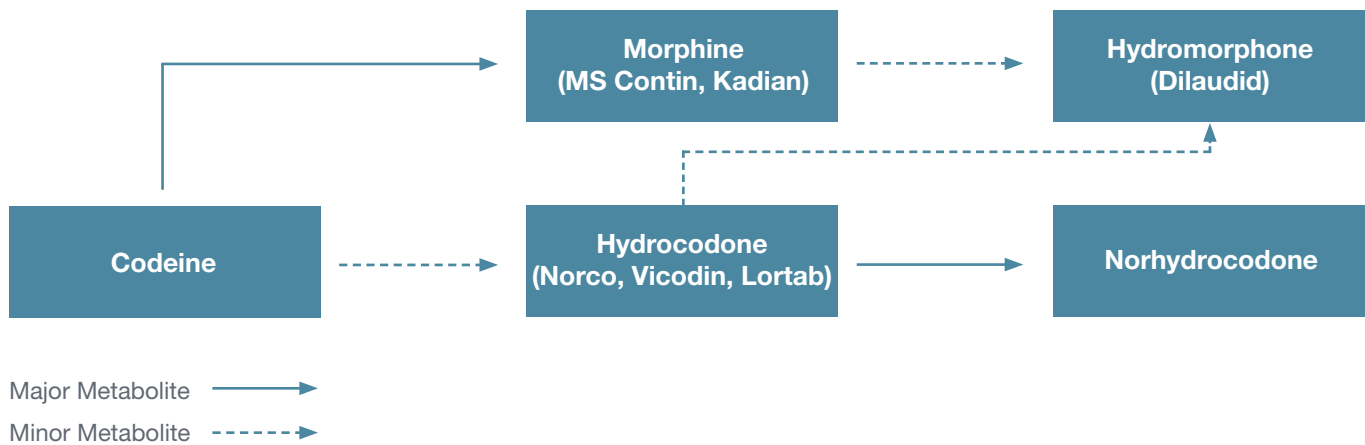 Morphine
(MS Contin, Kadian)
Hydromorphone
(Dilaudid)
Codeine
Hydrocodone
(Norco, Vicodin, Lortab)
Norhydrocodone
Major Metabolite
Minor Metabolite